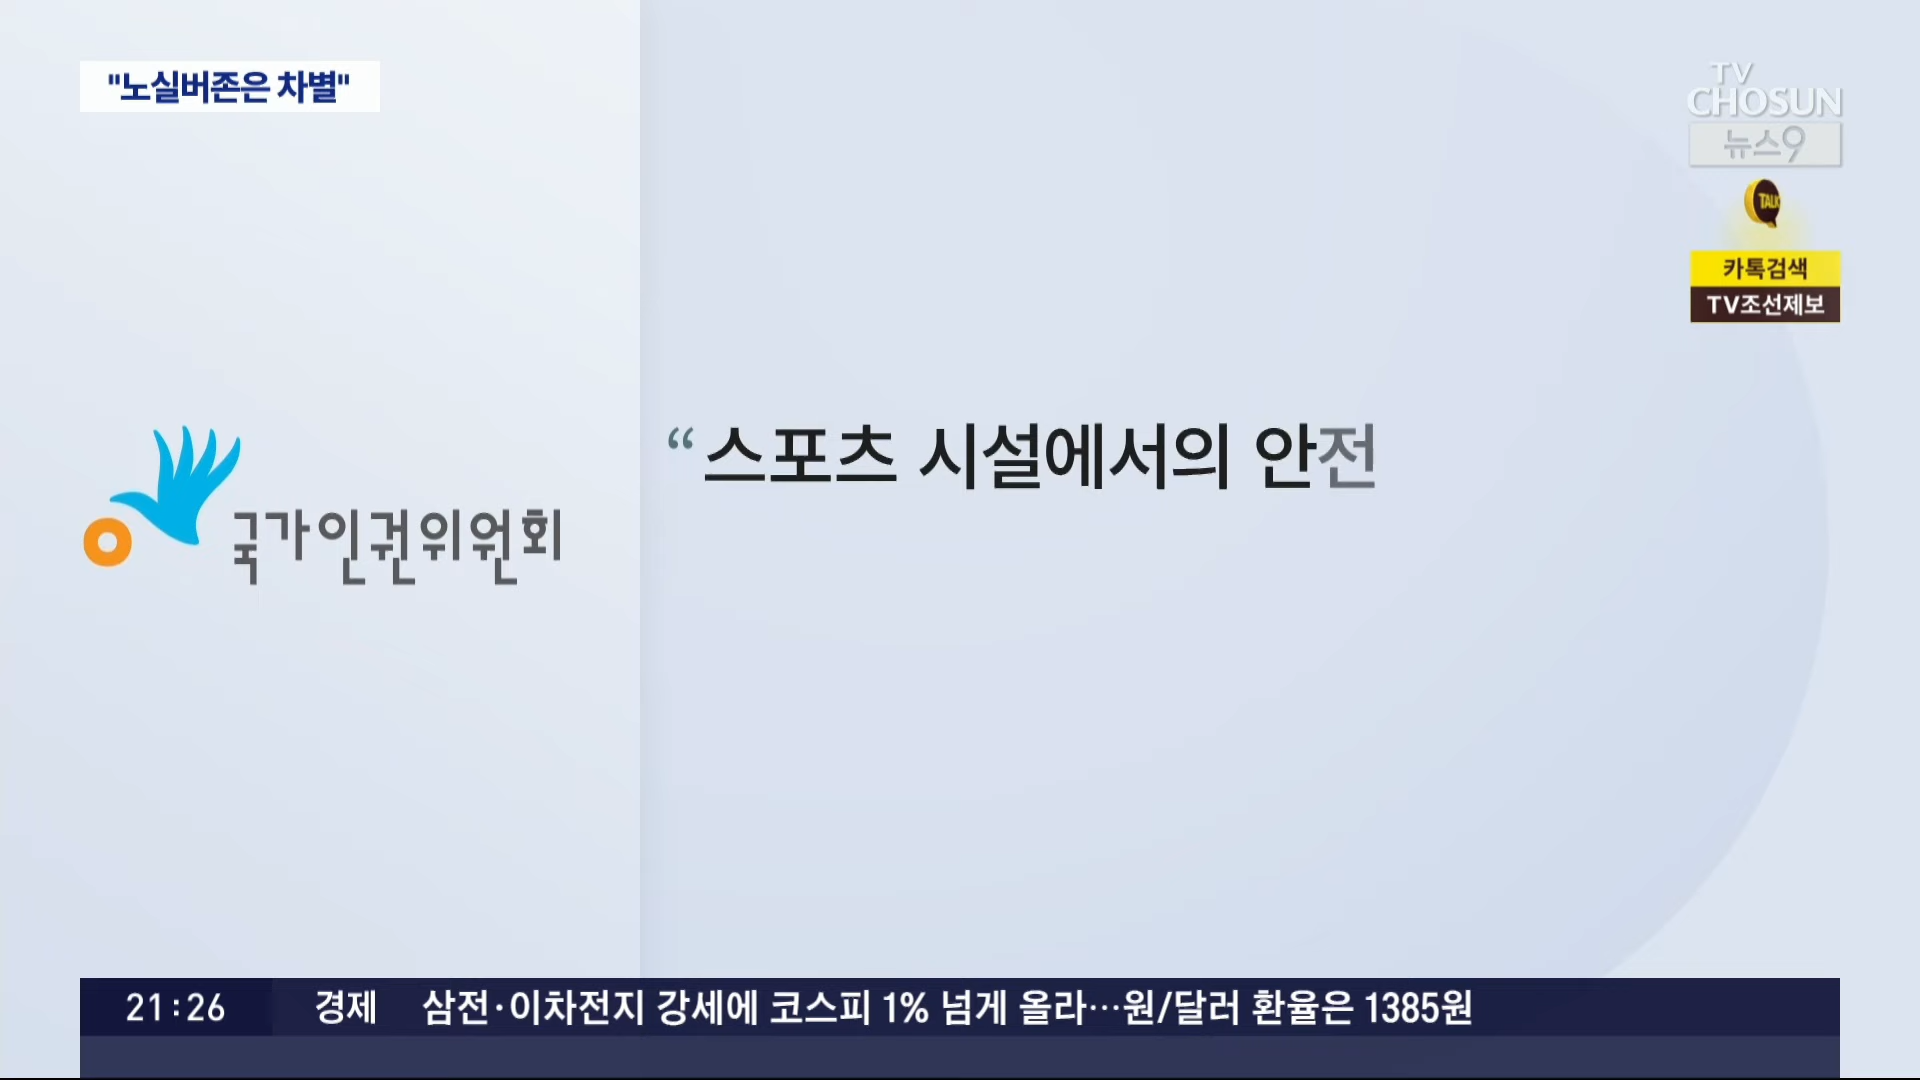 "노실버존은 차별"
TV
CHOSUN
뉴스9
TALK
카톡검색
TV조선제보
국가인권위원회
“스포츠 시설에서의 안전
21:26 경제 삼전·이차전지 강세에 코스피 1% 넘게 올라…원/달러 환율은 1385원